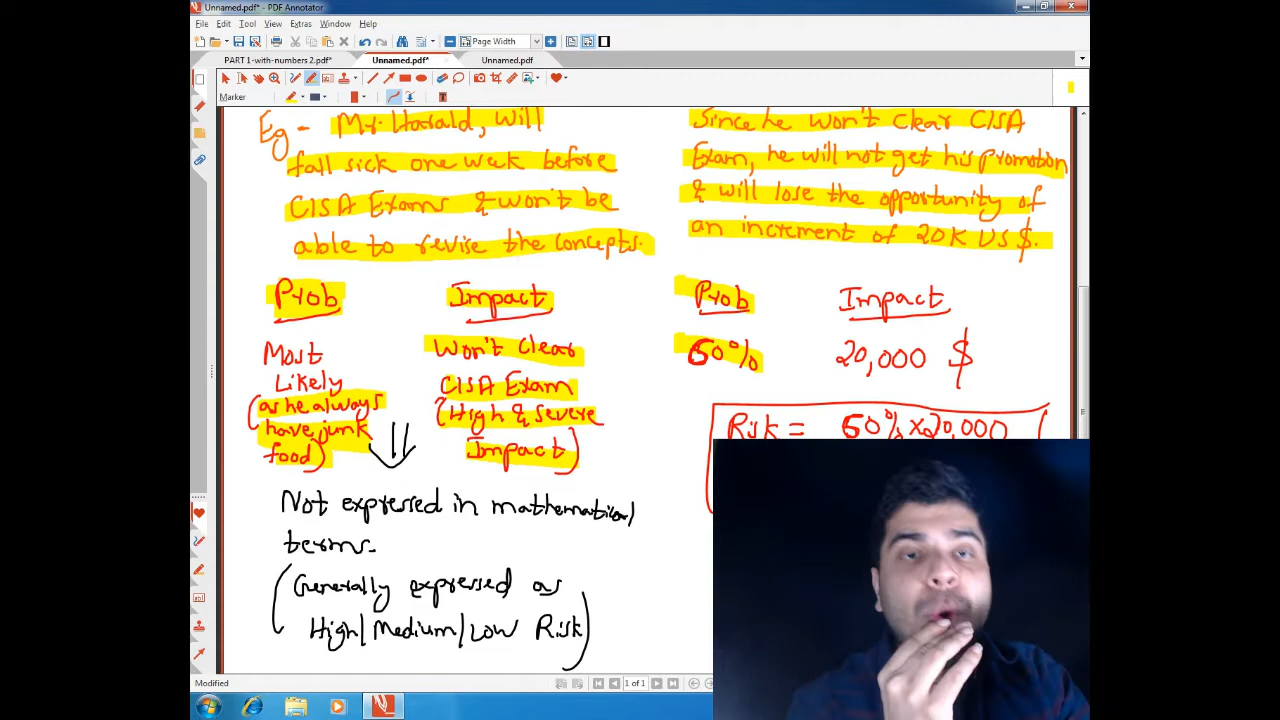 Unnamed.pdf* - PDF Annotator
File Edit Tool View Extras Window Help
Page Width
PART 1-with-numbers 2.pdf* Unnamed.pdf* Unnamed.pdf
Marker
Eg - Mr Harald, will
fall sick one week before
CISA Exams & won't be
able to revise the concepts.
Prob Impact
Most
Likely
(as he always
have junk
food)
Won't Clear
CISA Exam
(High & Severe
Impact)
Not expressed in mathematical
terms.
(Generally expressed as
High/Medium/Low Risk)
Since he won't clear CISA
Exam, he will not get his promotion
& will lose the opportunity of
an increment of 20K US $.
Prob Impact
60% 20,000 $
Risk = 60% x 20,000
Modified
1 of 1